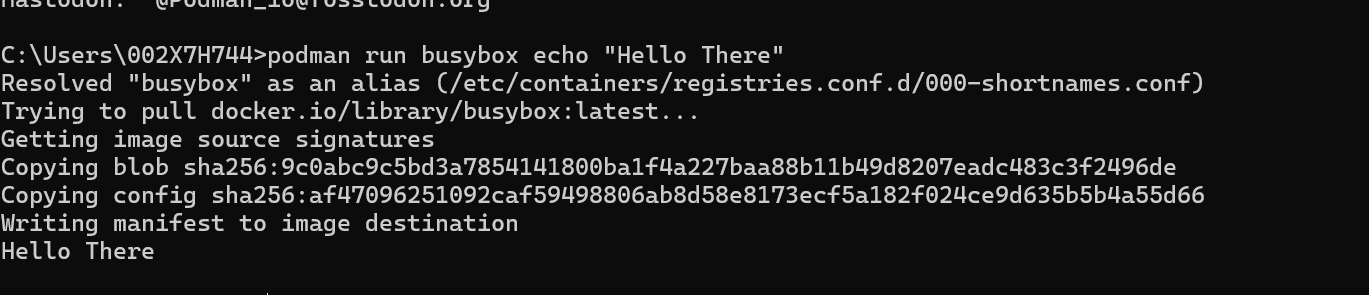 Mastodon: @Podman_io@fosstodon.org
C:\Users\002X7H744>podman run busybox echo "Hello There"
Resolved "busybox" as an alias (/etc/containers/registries.conf.d/000-shortnames.conf)
Trying to pull docker.io/library/busybox:latest...
Getting image source signatures
Copying blob sha256:9c0abc9c5bd3a7854141800ba1f4a227baa88b11b49d8207eadc483c3f2496de
Copying config sha256:af47096251092caf59498806ab8d58e8173ecf5a182f024ce9d635b5b4a55d66
Writing manifest to image destination
Hello There